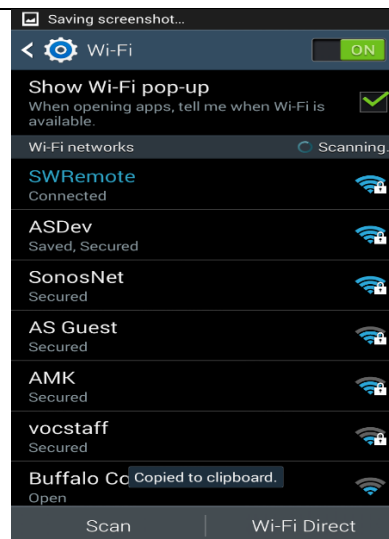 Saving screenshot...
Wi-Fi
ON
Show Wi-Fi pop-up
When opening apps, tell me when Wi-Fi is
available.
Wi-Fi networks
Scanning.
SWRemote
Connected
ASDev
Saved, Secured
SonosNet
Secured
AS Guest
Secured
AMK
Secured
vocstaff
Secured
Buffalo
Copied to clipboard.
Open
Scan
Wi-Fi Direct